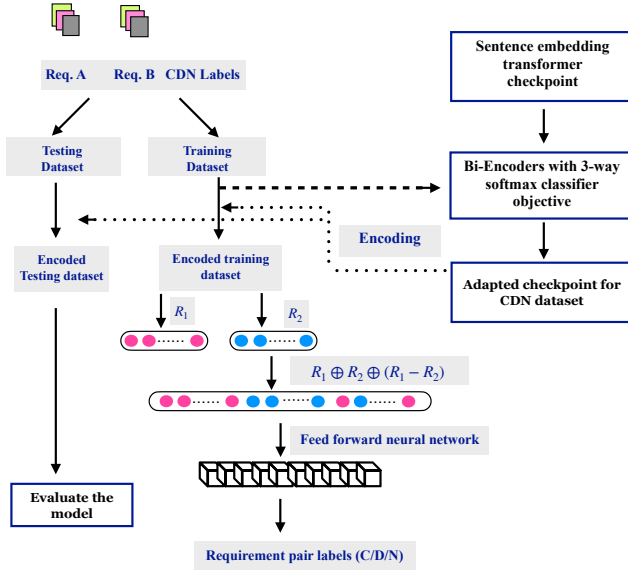 Req. A
Req. B
CDN Labels
Sentence embedding
transformer
checkpoint
Testing
Dataset
Training
Dataset
Bi-Encoders with 3-way
softmax classifier
objective
Encoding
Encoded
Testing dataset
Encoded training
dataset
Adapted checkpoint for
CDN dataset
R₁
R₂
R₁ ⊕ R₂ ⊕ (R₁ − R₂)
Feed forward neural network
Evaluate the
model
Requirement pair labels (C/D/N)